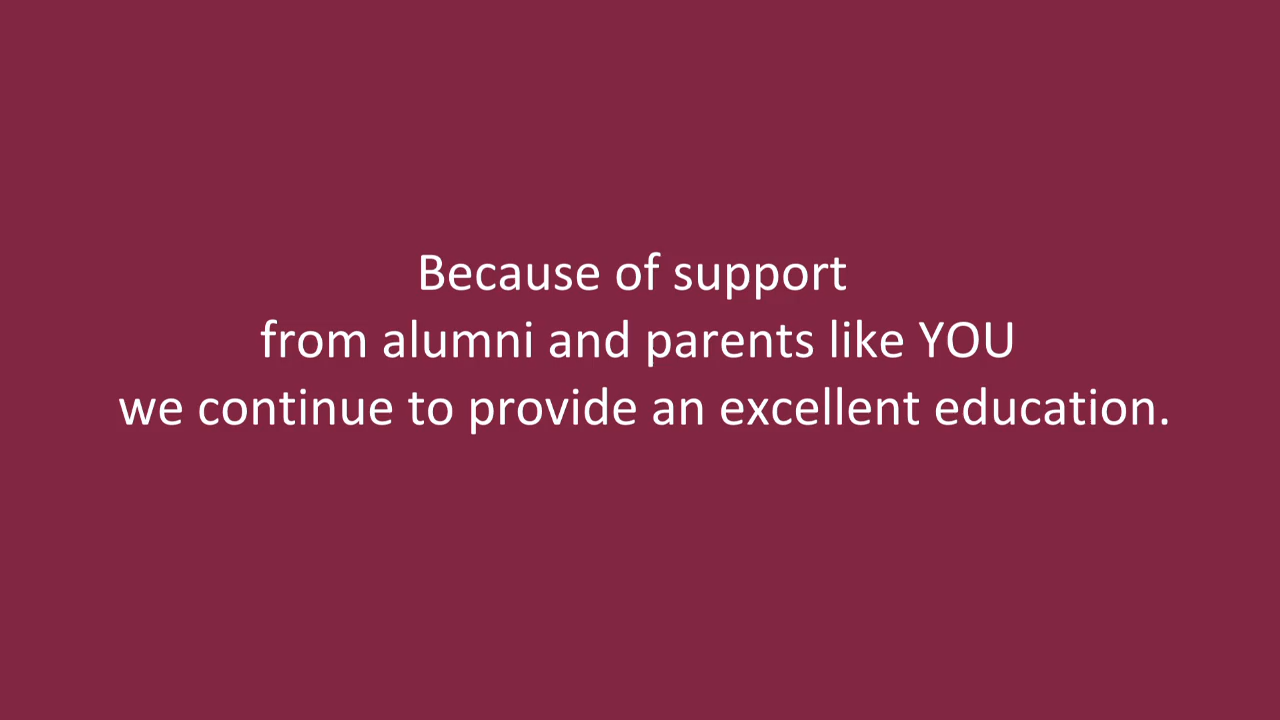 Because of support
from alumni and parents like YOU
we continue to provide an excellent education.